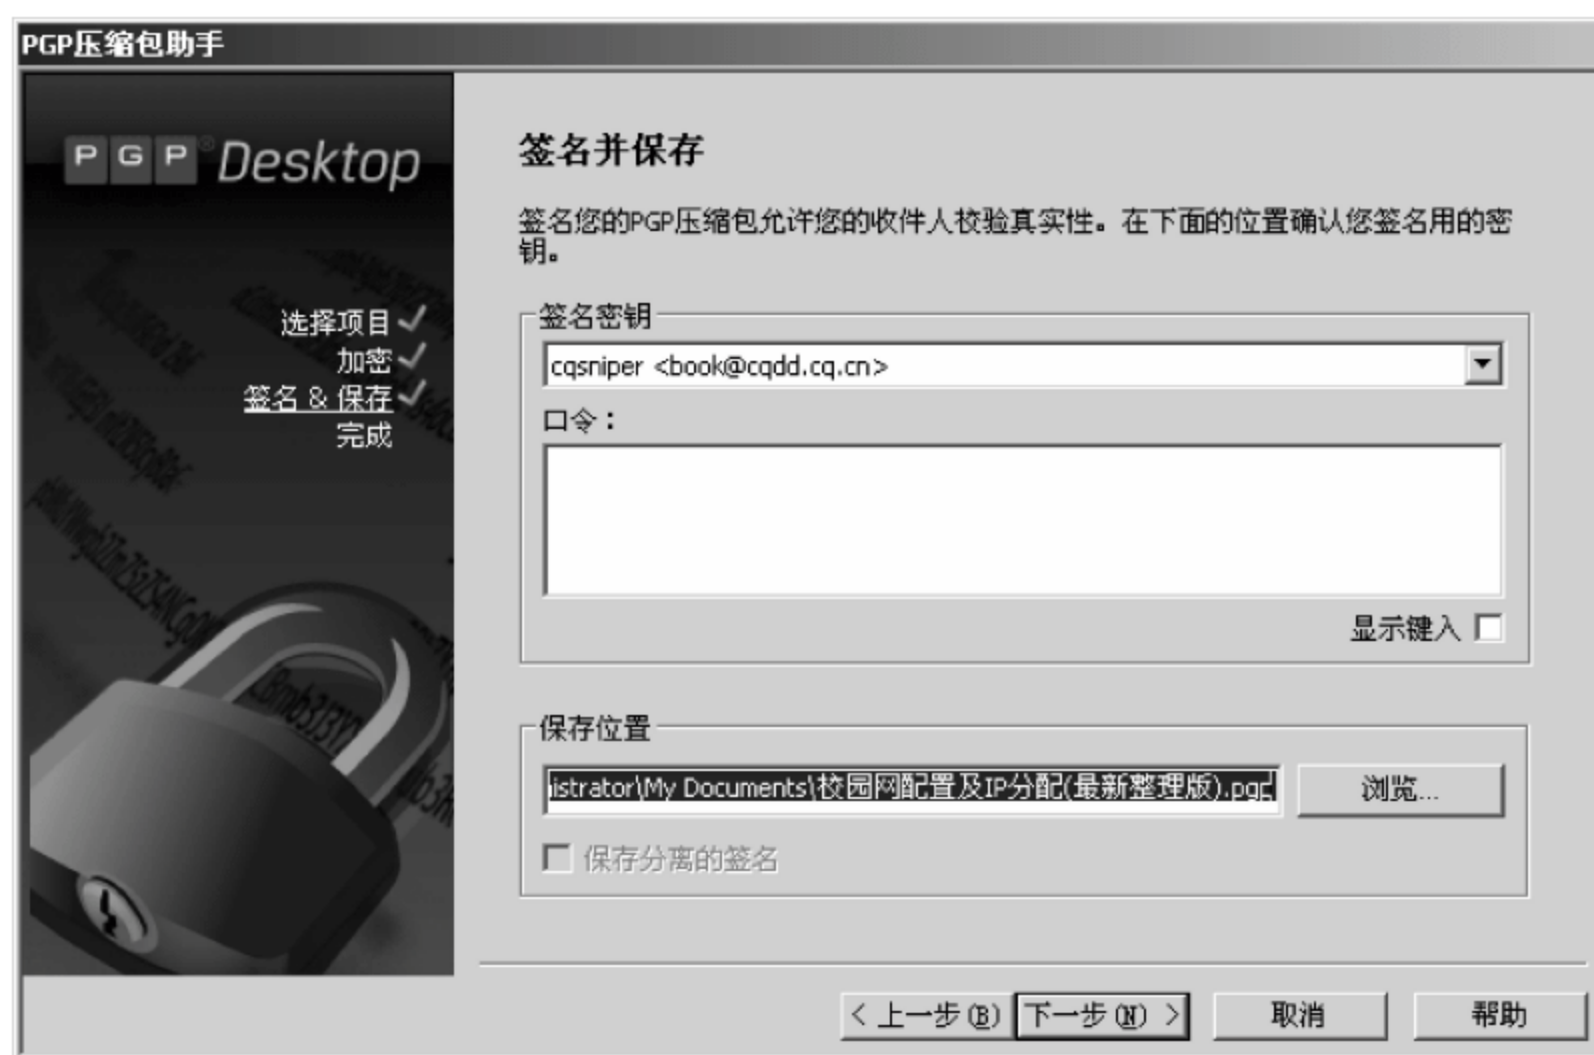 PGP压缩包助手
PGP® Desktop
选择项目
加密
签名 & 保存
完成
签名并保存
签名您的PGP压缩包允许您的收件人校验真实性。在下面的位置确认您签名用的密
钥。
签名密钥
cqsniper <book@cqdd.cq.cn>
口令：
显示键入
保存位置
istrator\My Documents\校园网配置及IP分配(最新整理版).pgp
浏览...
保存分离的签名
< 上一步(B) 下一步(N) > 取消 帮助